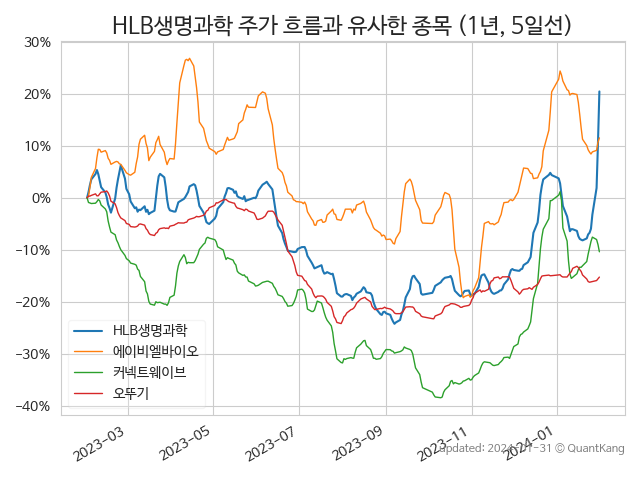 HLB생명과학 주가 흐름과 유사한 종목 (1년, 5일선)
30%
20%
10%
0%
−10%
−20%
−30%
−40%
HLB생명과학
에이비엘바이오
커넥트웨이브
오뚜기
2023-03
2023-05
2023-07
2023-09
2023-11
2024-01
updated: 2024-01-31 © QuantKang